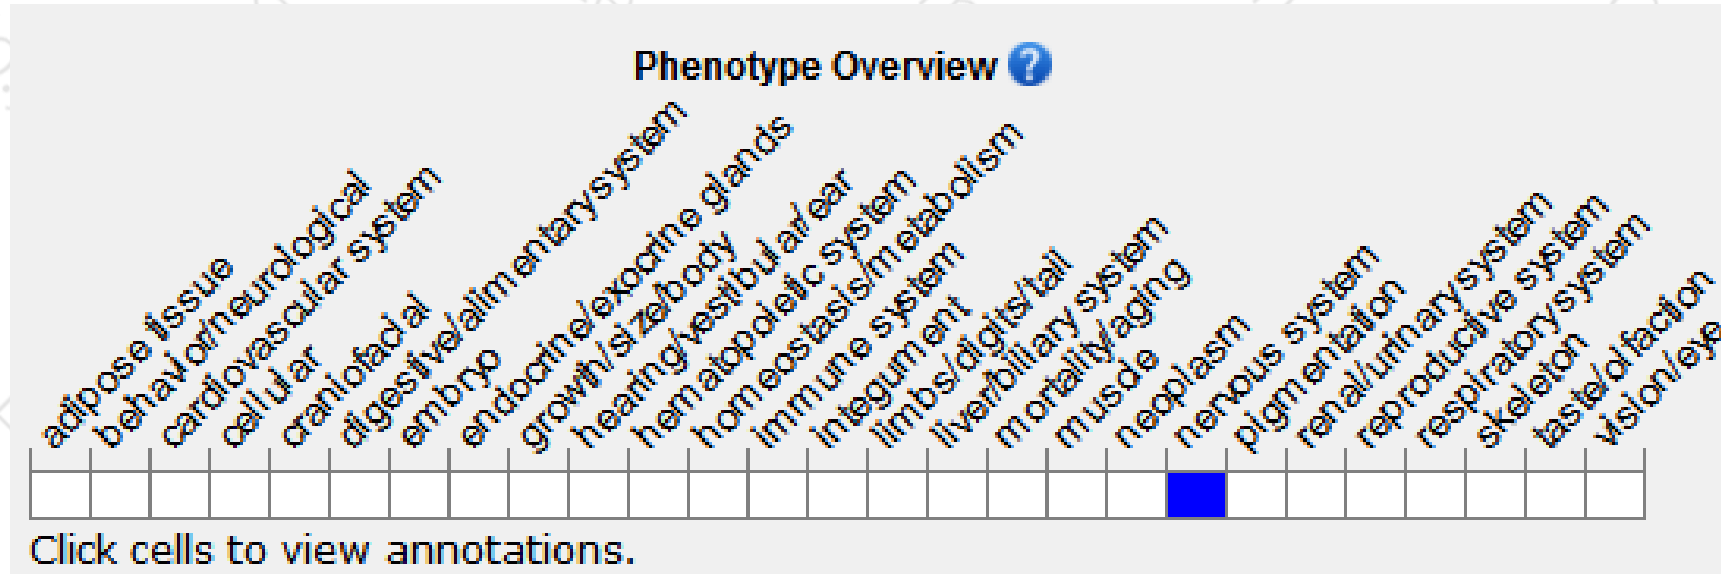 Phenotype Overview ?
adipose tissue
behavior/neurological
cardiovascular system
cellular
craniofacial
digestive/alimentary system
embryo
endocrine/exocrine glands
growth/size/body
hearing/vestibular/ear
hematopoietic system
homeostasis/metabolism
immune system
integument
limbs/digits/tail
liver/biliary system
mortality/aging
muscle
neoplasm
nervous system
pigmentation
renal/urinary system
reproductive system
respiratory system
skeleton
taste/olfaction
vision/eye
Click cells to view annotations.